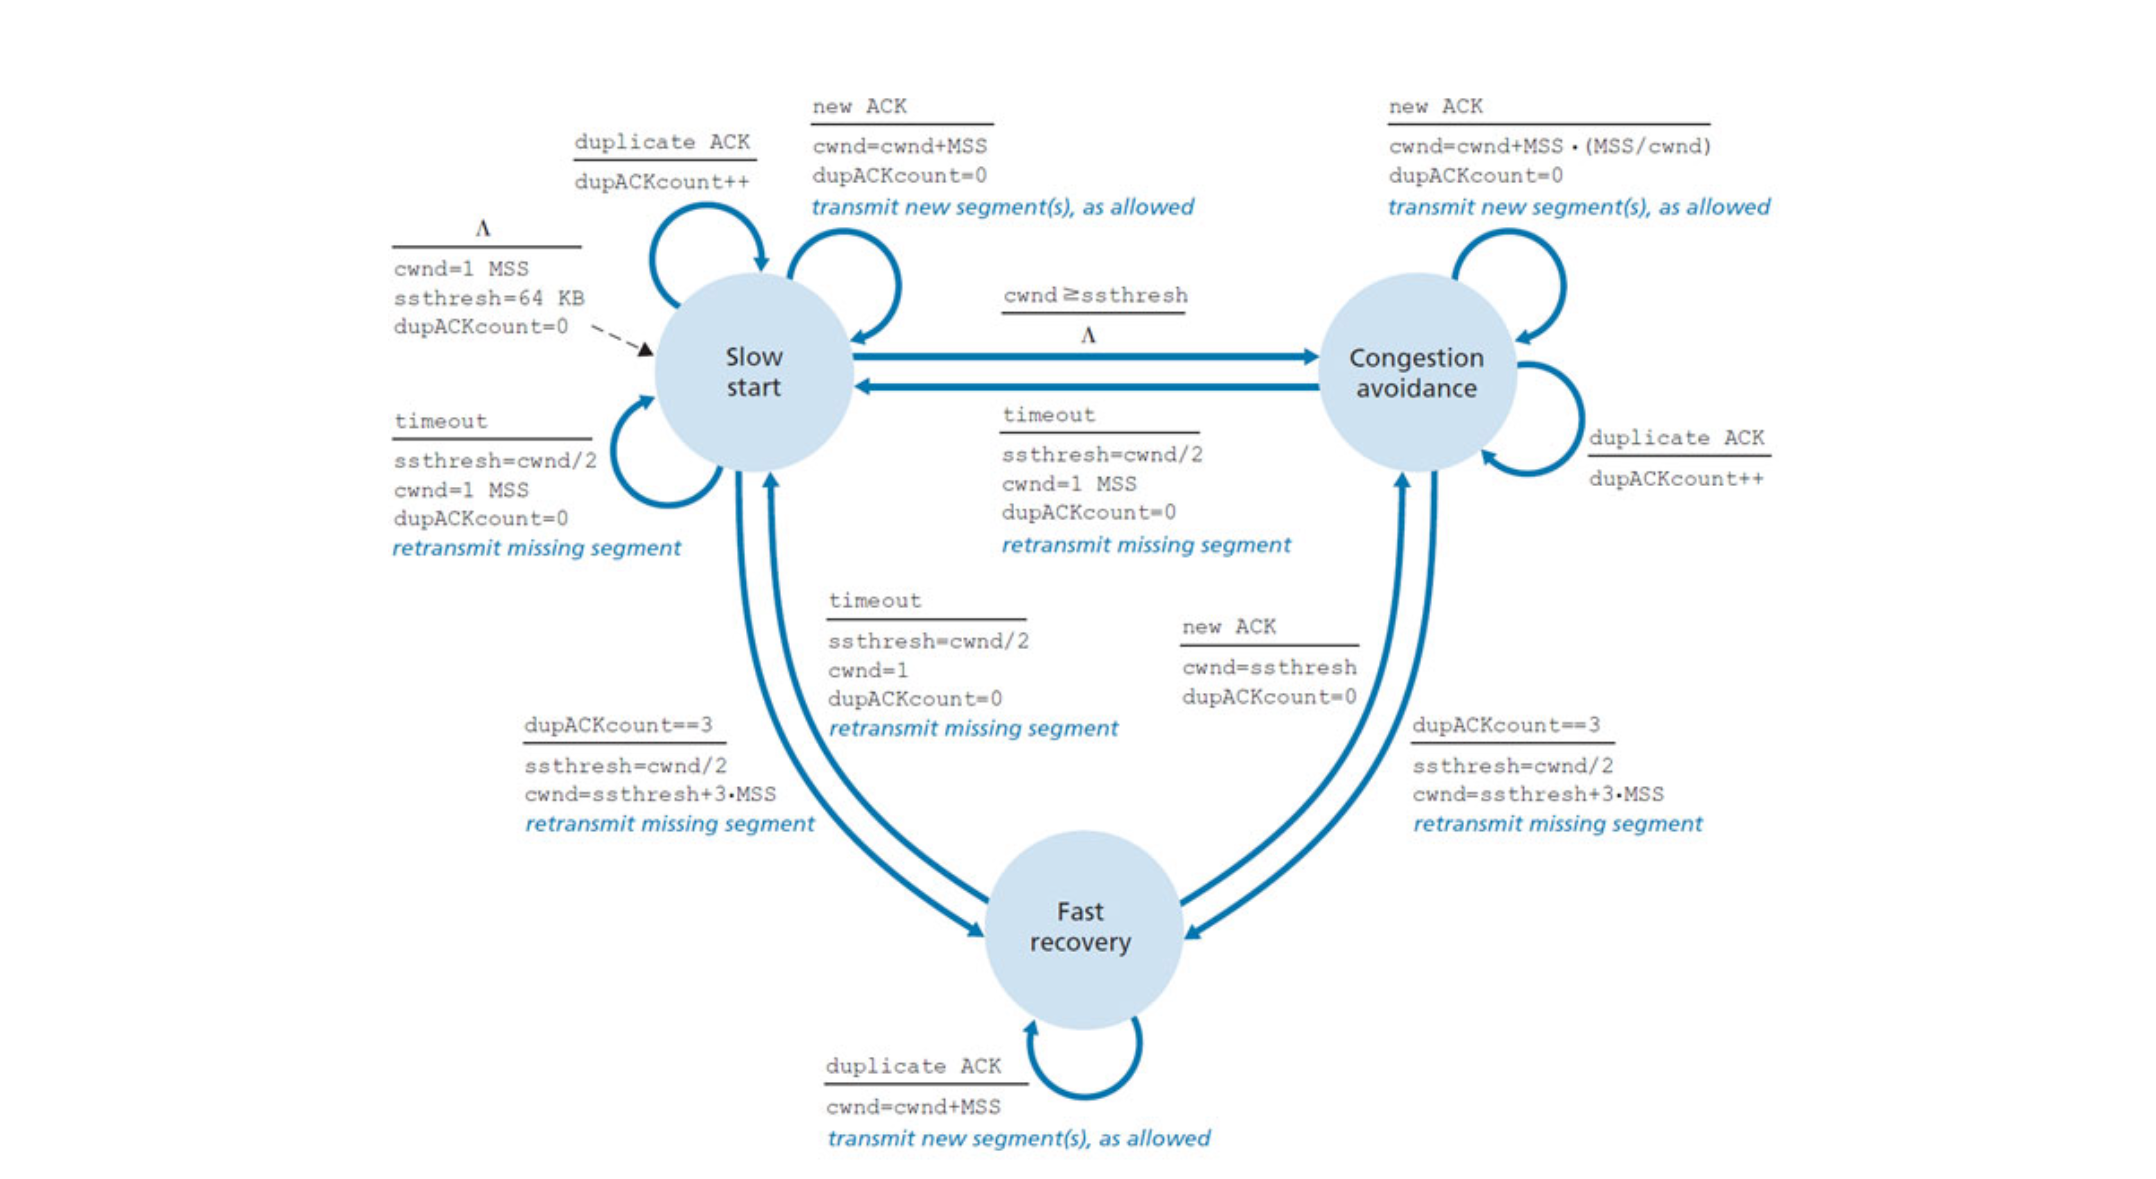 new ACK
cwnd=cwnd+MSS
dupACKcount=0
transmit new segment(s), as allowed
new ACK
cwnd=cwnd+MSS•(MSS/cwnd)
dupACKcount=0
transmit new segment(s), as allowed
duplicate ACK
dupACKcount++
Λ
cwnd=1 MSS
ssthresh=64 KB
dupACKcount=0
cwnd≥ssthresh
Λ
Slow
start
Congestion
avoidance
timeout
ssthresh=cwnd/2
cwnd=1 MSS
dupACKcount=0
retransmit missing segment
timeout
ssthresh=cwnd/2
cwnd=1 MSS
dupACKcount=0
retransmit missing segment
duplicate ACK
dupACKcount++
timeout
ssthresh=cwnd/2
cwnd=1
dupACKcount=0
retransmit missing segment
new ACK
cwnd=ssthresh
dupACKcount=0
dupACKcount==3
ssthresh=cwnd/2
cwnd=ssthresh+3•MSS
retransmit missing segment
dupACKcount==3
ssthresh=cwnd/2
cwnd=ssthresh+3•MSS
retransmit missing segment
Fast
recovery
duplicate ACK
cwnd=cwnd+MSS
transmit new segment(s), as allowed